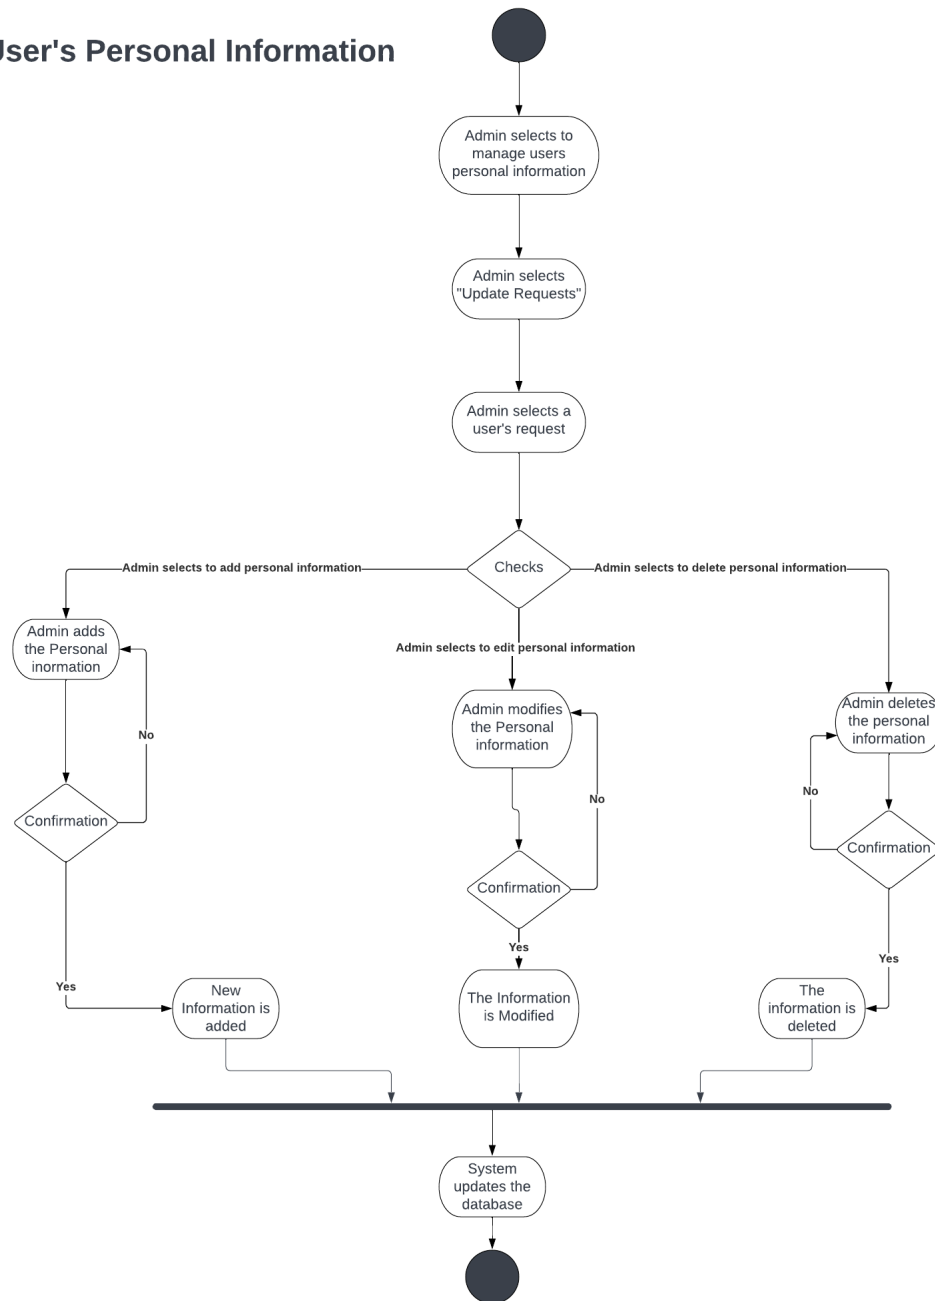 User's Personal Information
Admin selects to
manage users
personal information
Admin selects
"Update Requests"
Admin selects a
user's request
Checks
Admin selects to add personal information
Admin selects to delete personal information
Admin selects to edit personal information
Admin adds
the Personal
inormation
No
Confirmation
Yes
New
Information is
added
Admin modifies
the Personal
information
No
Confirmation
Yes
The Information
is Modified
Admin deletes
the personal
information
No
Confirmation
Yes
The
information is
deleted
System
updates the
database